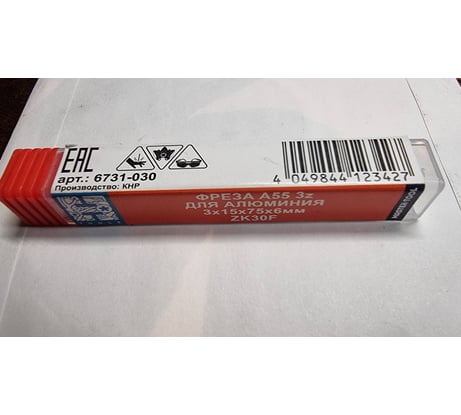 EAC
арт.: 6731-030
Производство: КНР
4 049844 123427
ФРЕЗА A55 3z
ДЛЯ АЛЮМИНИЯ
3x15x75x6мм
ZK30F